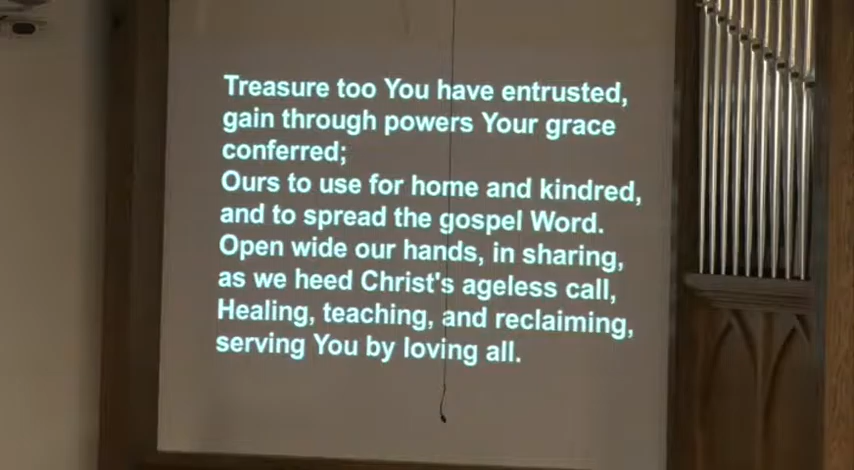 Treasure too You have entrusted,
gain through powers Your grace
conferred;
Ours to use for home and kindred,
and to spread the gospel Word.
Open wide our hands, in sharing,
as we heed Christ's ageless call,
Healing, teaching, and reclaiming,
serving You by loving all.